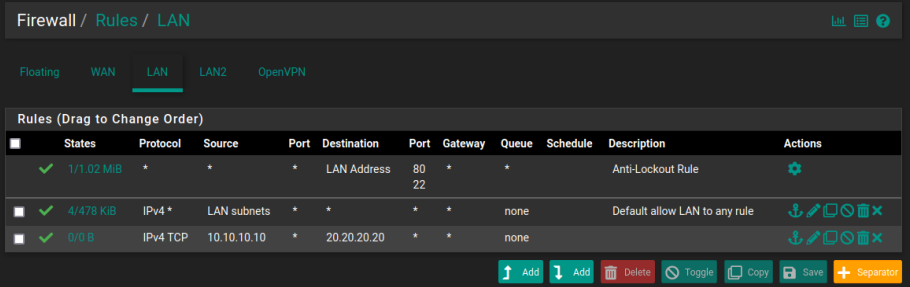 Firewall / Rules / LAN
Floating WAN LAN LAN2 OpenVPN
Rules (Drag to Change Order)
States Protocol Source Port Destination Port Gateway Queue Schedule Description Actions
1/1.02 MiB * * * LAN Address 80 * * Anti-Lockout Rule
22
4/478 KiB IPv4 * LAN subnets * * * * none Default allow LAN to any rule
0/0 B IPv4 TCP 10.10.10.10 * 20.20.20.20 * * none
Add Add Delete Toggle Copy Save Separator